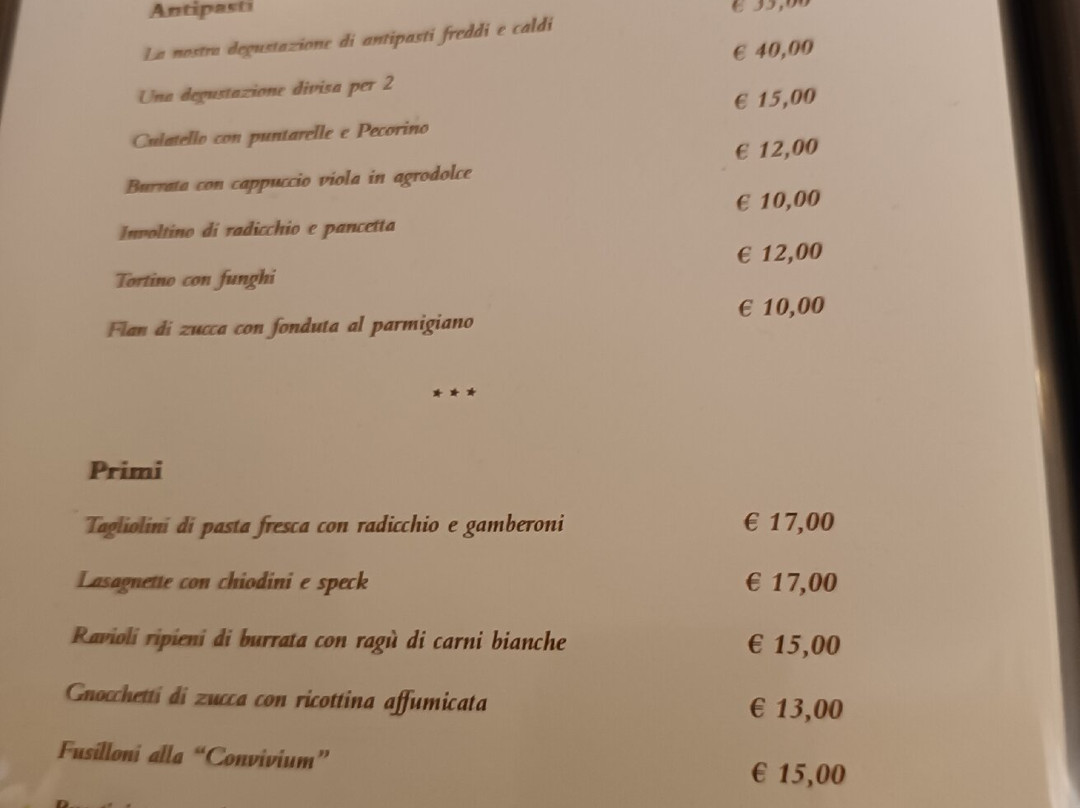 Antipasti
La nostra degustazione di antipasti freddi e caldi
Una degustazione divisa per 2 € 40,00
Culatello con puntarelle e Pecorino € 15,00
Burrata con cappuccio viola in agrodolce € 12,00
Involtino di radicchio e pancetta € 10,00
Tortino con funghi € 12,00
Flan di zucca con fonduta al parmigiano € 10,00
* * *
Primi
Tagliolini di pasta fresca con radicchio e gamberoni € 17,00
Lasagnette con chiodini e speck € 17,00
Ravioli ripieni di burrata con ragù di carni bianche € 15,00
Gnocchetti di zucca con ricottina affumicata € 13,00
Fusilloni alla “Convivium” € 15,00